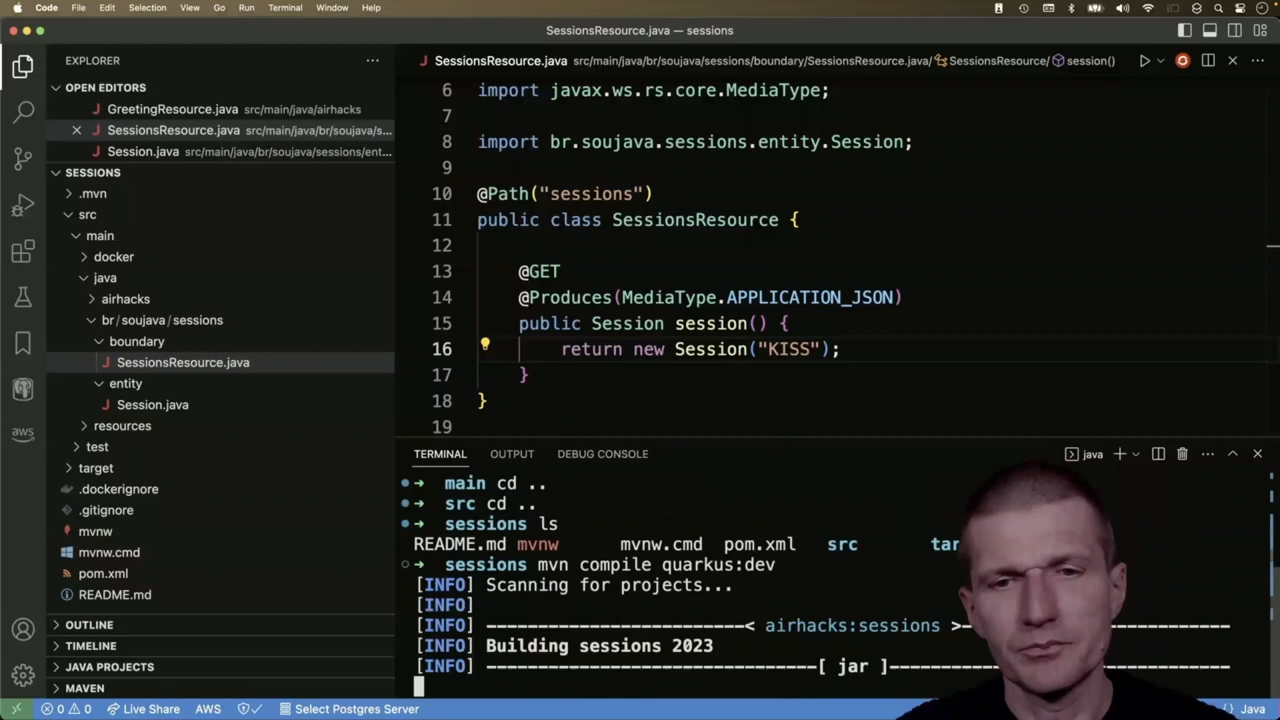 Code File Edit Selection View Go Run Terminal Window Help
SessionsResource.java — sessions
EXPLORER
OPEN EDITORS
GreetingResource.java src/main/java/airhacks
SessionsResource.java src/main/java/br/soujava/s...
Session.java src/main/java/br/soujava/sessions/ent...
SESSIONS
.mvn
src
main
docker
java
airhacks
br/soujava/sessions
boundary
SessionsResource.java
entity
Session.java
resources
test
target
.dockerignore
.gitignore
mvnw
mvnw.cmd
pom.xml
README.md
OUTLINE
TIMELINE
JAVA PROJECTS
MAVEN
aws
SessionsResource.java src/main/java/br/soujava/sessions/boundary/SessionsResource.java/ SessionsResource/ session()
6 import javax.ws.rs.core.MediaType;
7
8 import br.soujava.sessions.entity.Session;
9
10 @Path("sessions")
11 public class SessionsResource {
12
13 @GET
14 @Produces(MediaType.APPLICATION_JSON)
15 public Session session() {
16 return new Session("KISS");
17 }
18 }
19
TERMINAL OUTPUT DEBUG CONSOLE java
main cd ..
src cd ..
sessions ls
README.md mvnw mvnw.cmd pom.xml src tar
sessions mvn compile quarkus:dev
[INFO] Scanning for projects...
[INFO]
[INFO] ------------------------< airhacks:sessions >-
[INFO] Building sessions 2023
[INFO] --------------------------------[ jar ]---------------------------------
0 0 Live Share AWS Select Postgres Server {} Java